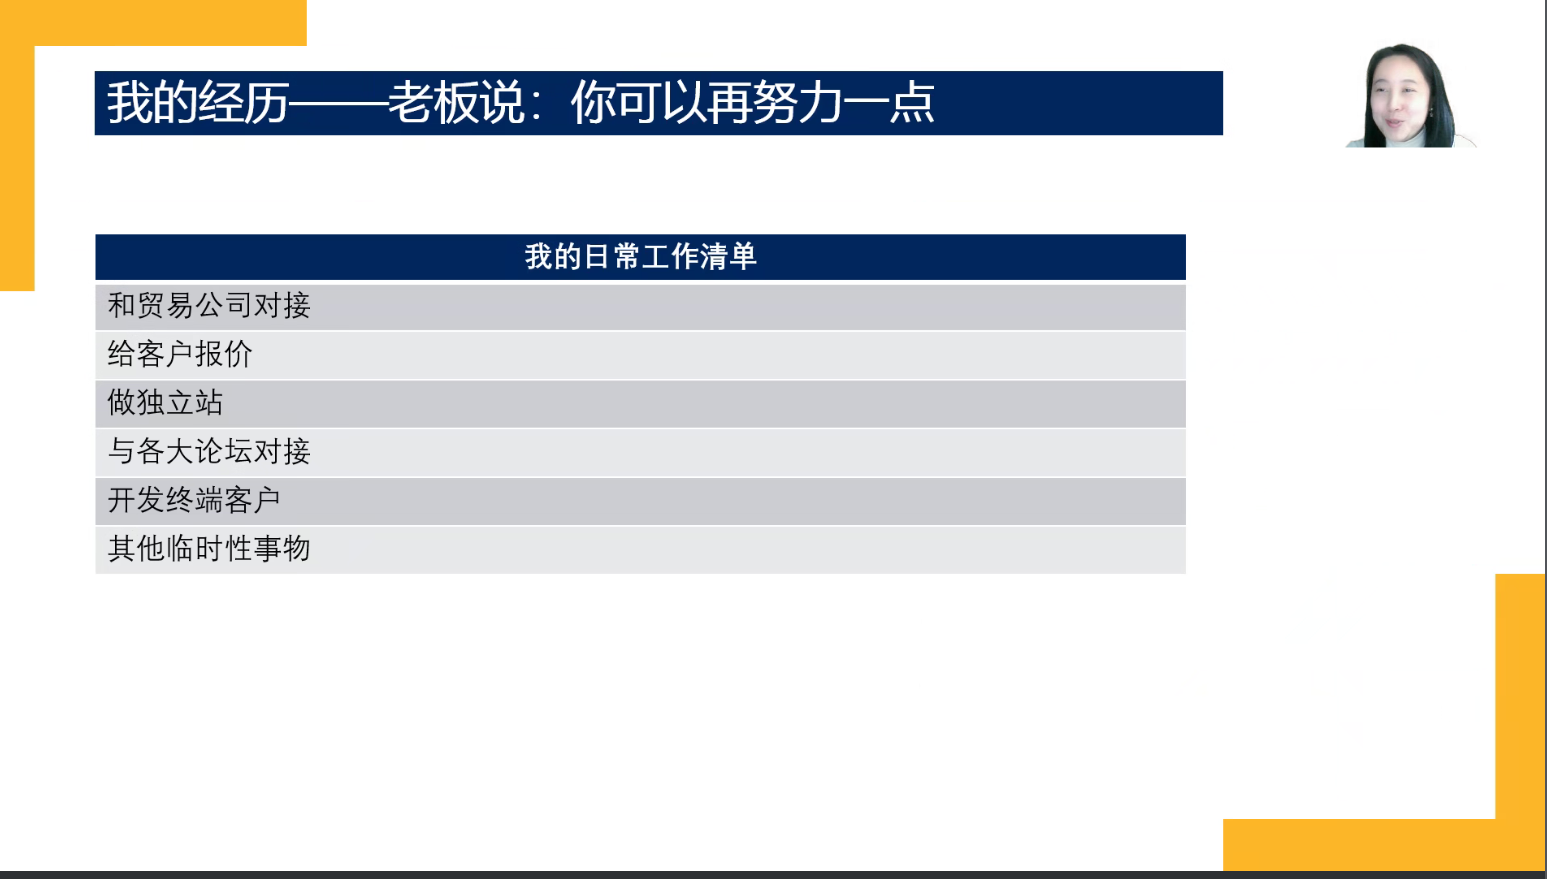 我的经历——老板说：你可以再努力一点
我的日常工作清单
和贸易公司对接
给客户报价
做独立站
与各大论坛对接
开发终端客户
其他临时性事物